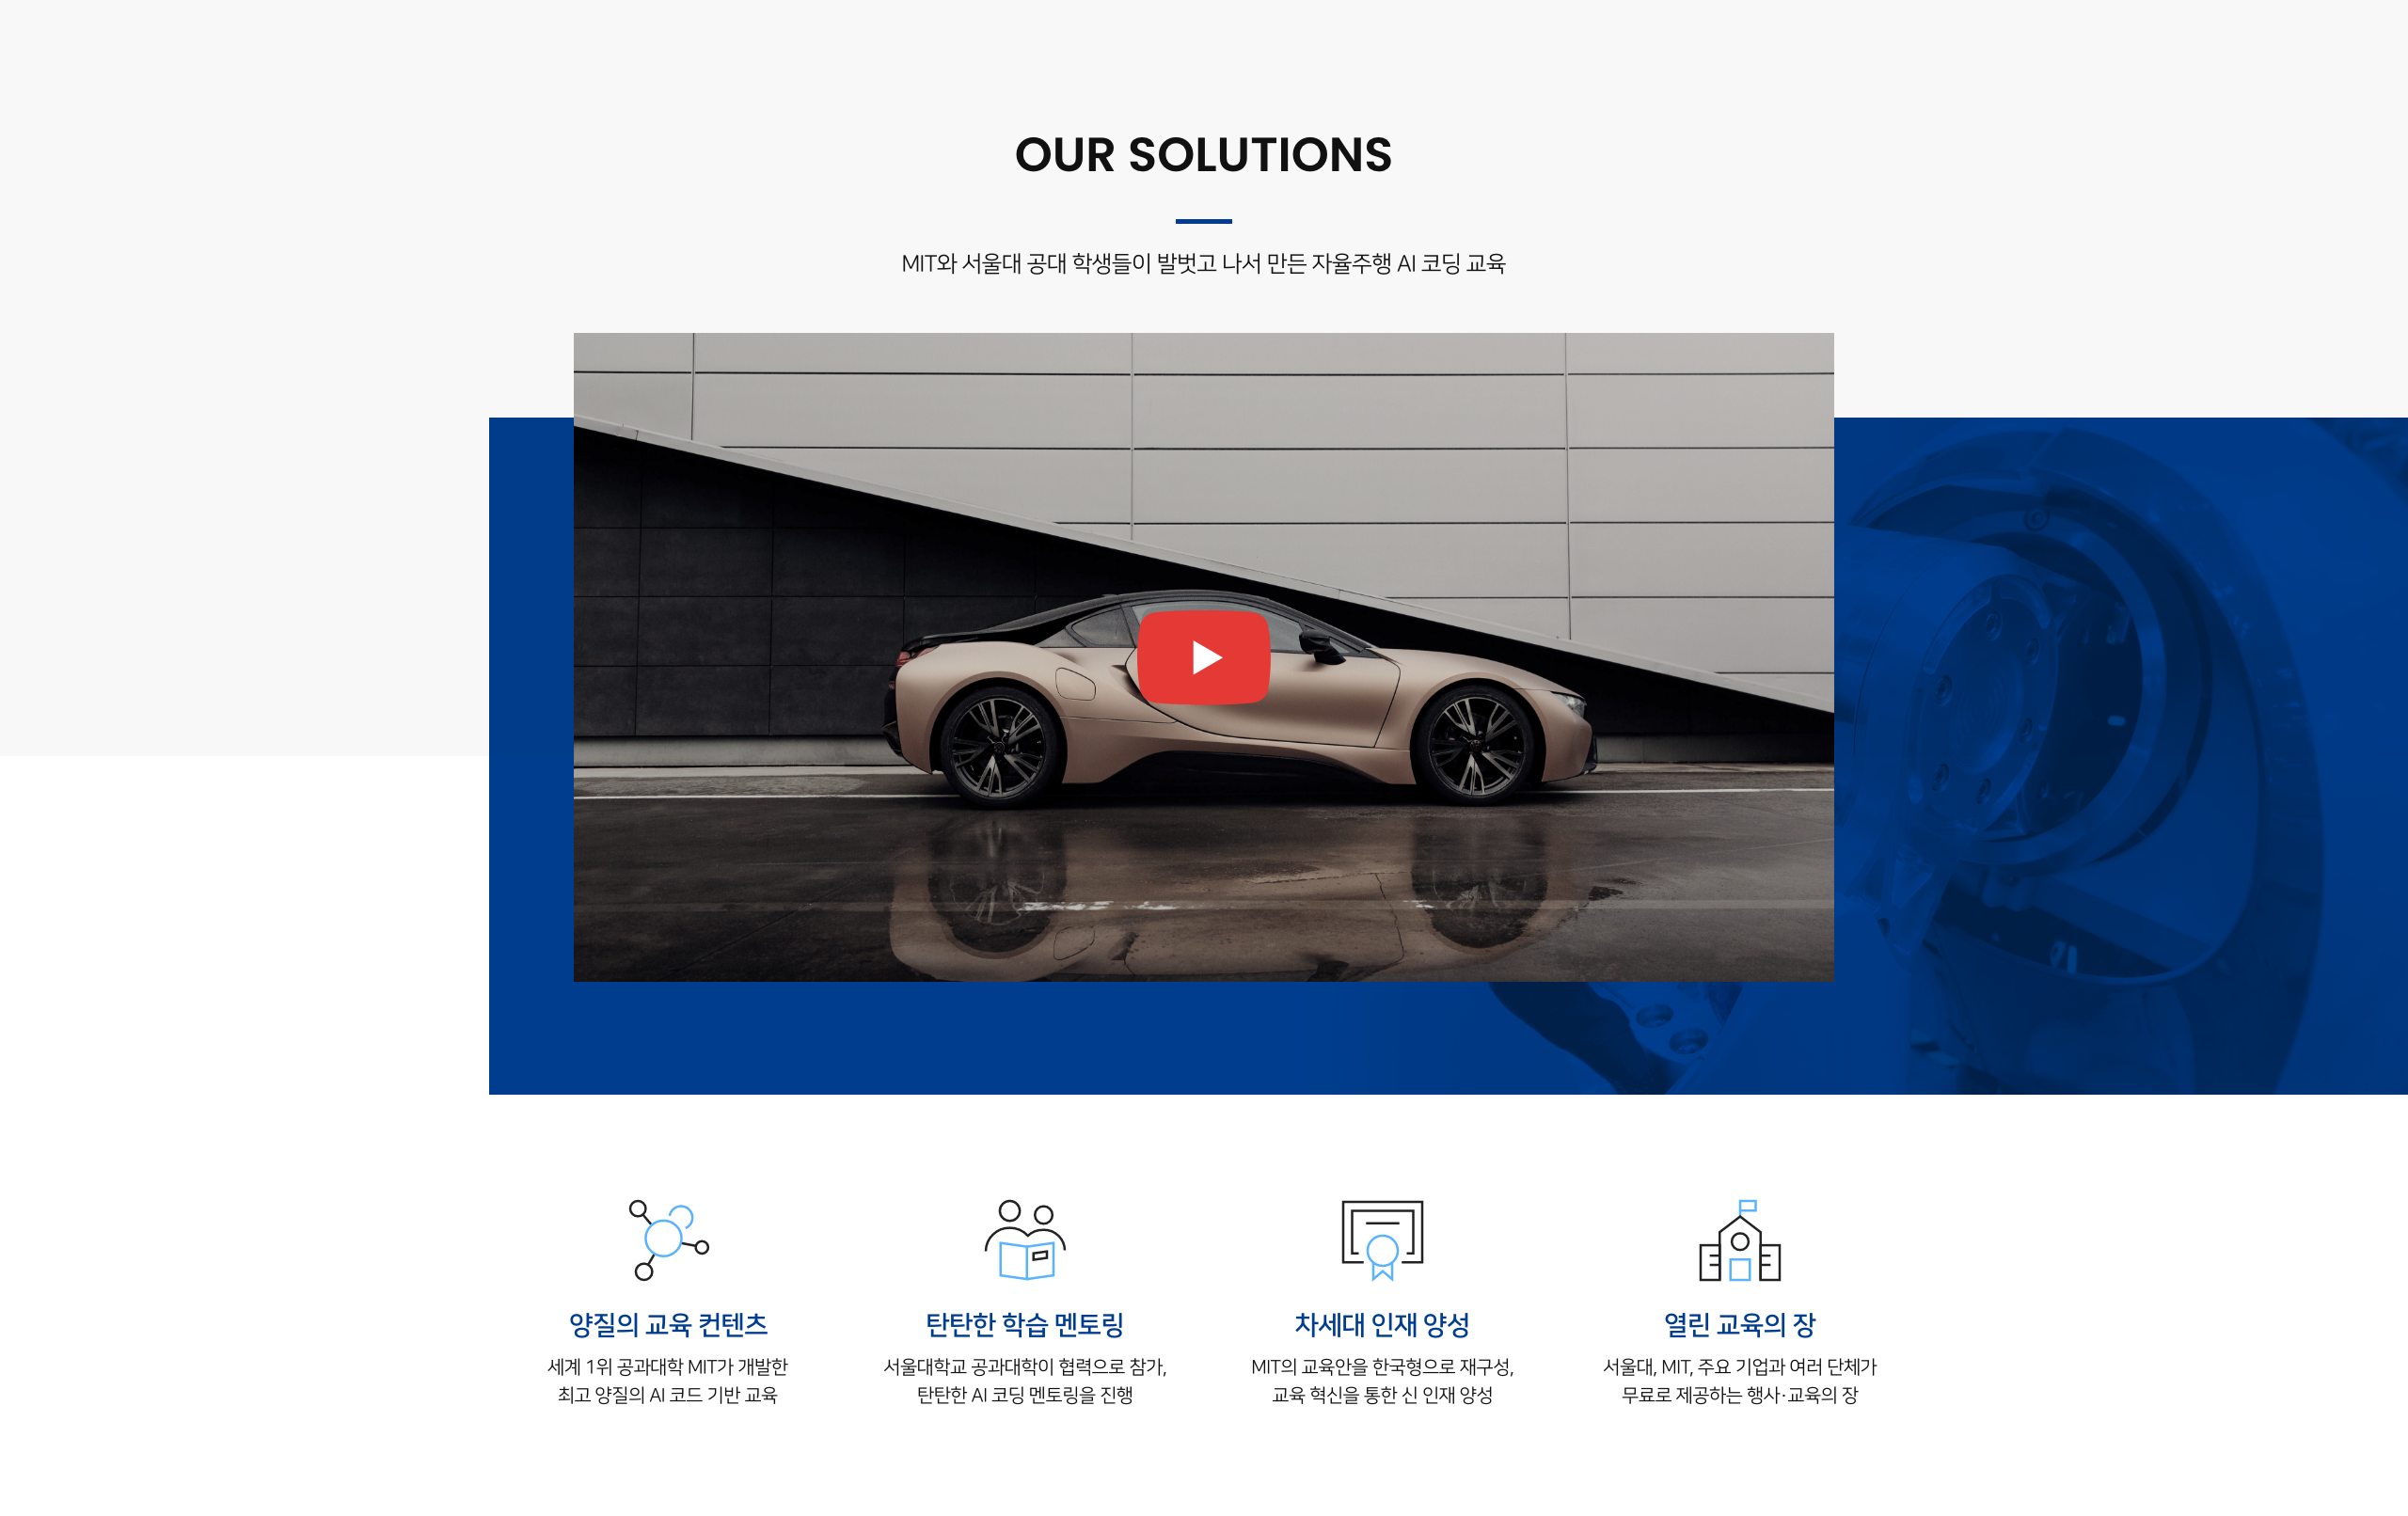 OUR SOLUTIONS
MIT와 서울대 공대 학생들이 발벗고 나서 만든 자율주행 AI 코딩 교육
양질의 교육 컨텐츠
세계 1위 공과대학 MIT가 개발한
최고 양질의 AI 코드 기반 교육
탄탄한 학습 멘토링
서울대학교 공과대학이 협력으로 참가,
탄탄한 AI 코딩 멘토링을 진행
차세대 인재 양성
MIT의 교육안을 한국형으로 재구성,
교육 혁신을 통한 신 인재 양성
열린 교육의 장
서울대, MIT, 주요 기업과 여러 단체가
무료로 제공하는 행사·교육의 장